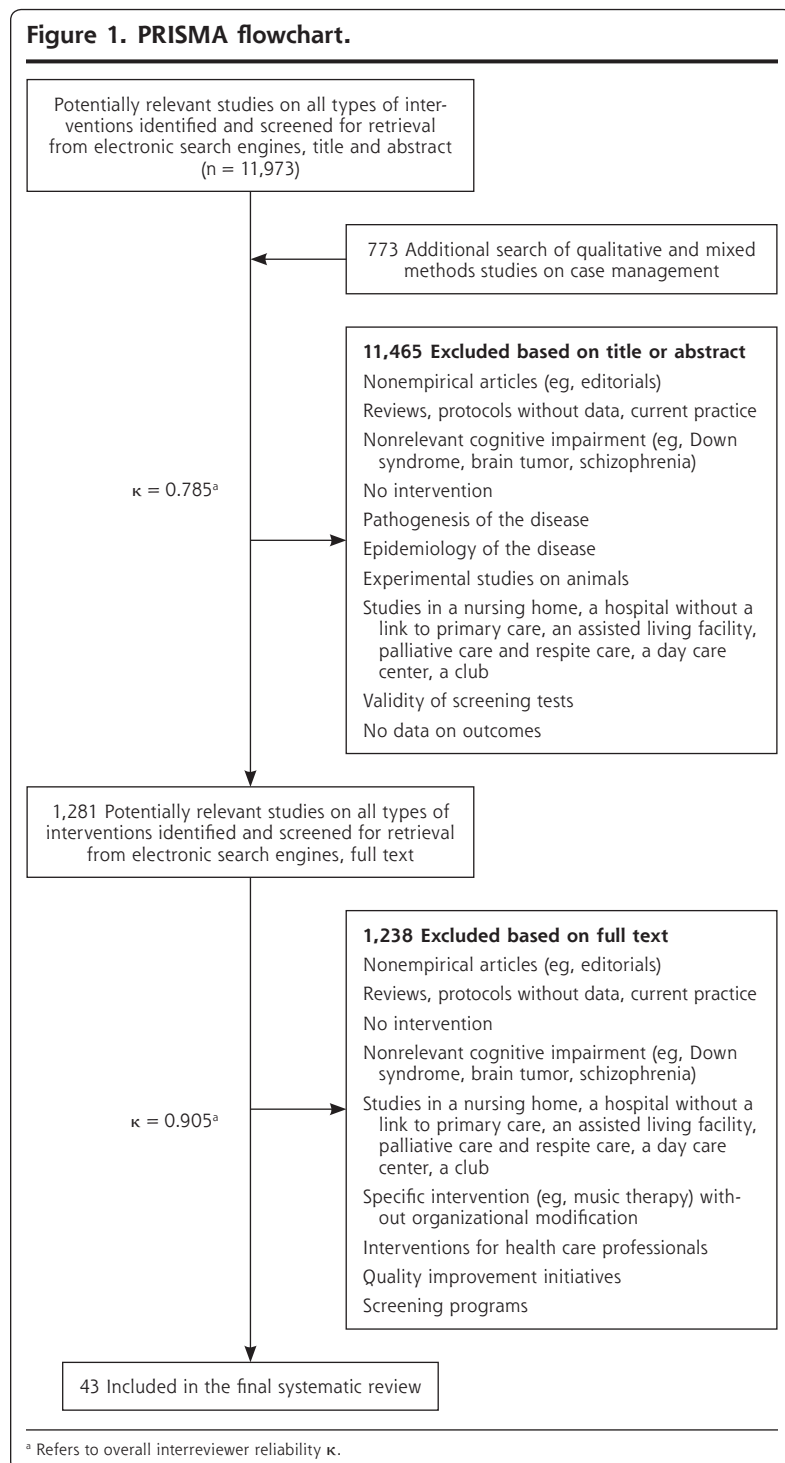 Figure 1. PRISMA flowchart.
Potentially relevant studies on all types of inter-
ventions identified and screened for retrieval
from electronic search engines, title and abstract
(n = 11,973)
773 Additional search of qualitative and mixed
methods studies on case management
11,465 Excluded based on title or abstract
Nonempirical articles (eg, editorials)
Reviews, protocols without data, current practice
Nonrelevant cognitive impairment (eg, Down
syndrome, brain tumor, schizophrenia)
No intervention
Pathogenesis of the disease
Epidemiology of the disease
Experimental studies on animals
Studies in a nursing home, a hospital without a
link to primary care, an assisted living facility,
palliative care and respite care, a day care
center, a club
Validity of screening tests
No data on outcomes
κ = 0.785ᵃ
1,281 Potentially relevant studies on all types of
interventions identified and screened for retrieval
from electronic search engines, full text
1,238 Excluded based on full text
Nonempirical articles (eg, editorials)
Reviews, protocols without data, current practice
No intervention
Nonrelevant cognitive impairment (eg, Down
syndrome, brain tumor, schizophrenia)
Studies in a nursing home, a hospital without a
link to primary care, an assisted living facility,
palliative care and respite care, a day care
center, a club
Specific intervention (eg, music therapy) with-
out organizational modification
Interventions for health care professionals
Quality improvement initiatives
Screening programs
κ = 0.905ᵃ
43 Included in the final systematic review
ᵃ Refers to overall interreviewer reliability κ.